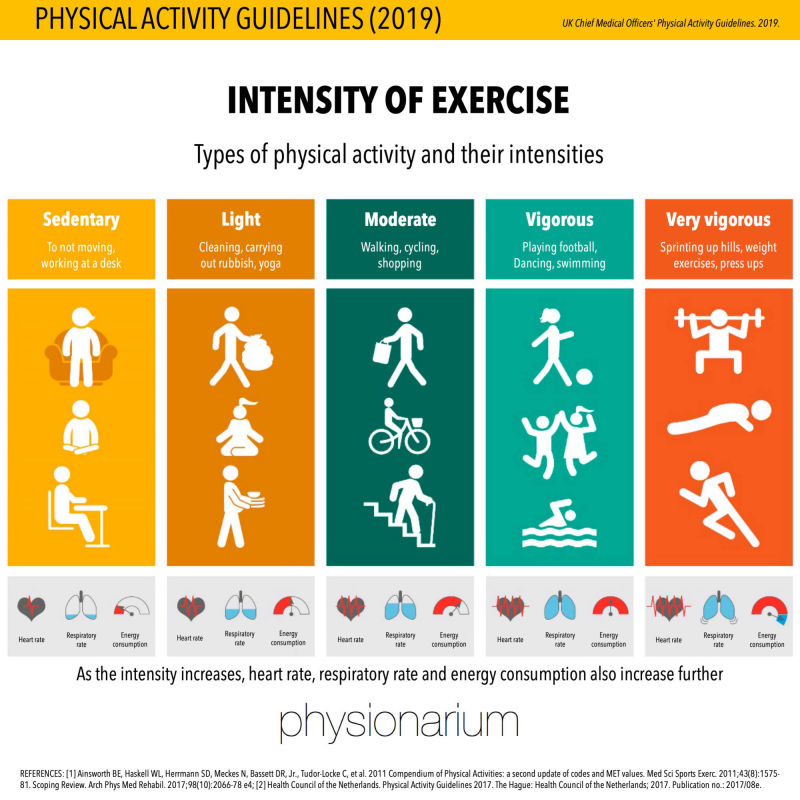 PHYSICAL ACTIVITY GUIDELINES (2019)
UK Chief Medical Officers' Physical Activity Guidelines. 2019.
INTENSITY OF EXERCISE
Types of physical activity and their intensities
Sedentary
To not moving,
working at a desk
Light
Cleaning, carrying
out rubbish, yoga
Moderate
Walking, cycling,
shopping
Vigorous
Playing football,
Dancing, swimming
Very vigorous
Sprinting up hills, weight
exercises, press ups
Heart rate
Respiratory
rate
Energy
consumption
Heart rate
Respiratory
rate
Energy
consumption
Heart rate
Respiratory
rate
Energy
consumption
Heart rate
Respiratory
rate
Energy
consumption
Heart rate
Respiratory
rate
Energy
consumption
As the intensity increases, heart rate, respiratory rate and energy consumption also increase further
physionarium
REFERENCES: [1] Ainsworth BE, Haskell WL, Herrmann SD, Meckes N, Bassett DR, Jr., Tudor-Locke C, et al. 2011 Compendium of Physical Activities: a second update of codes and MET values. Med Sci Sports Exerc. 2011;43(8):1575-
81. Scoping Review. Arch Phys Med Rehabil. 2017;98(10):2066-78 e4; [2] Health Council of the Netherlands. Physical Activity Guidelines 2017. The Hague: Health Council of the Netherlands; 2017. Publication no.: 2017/08e.